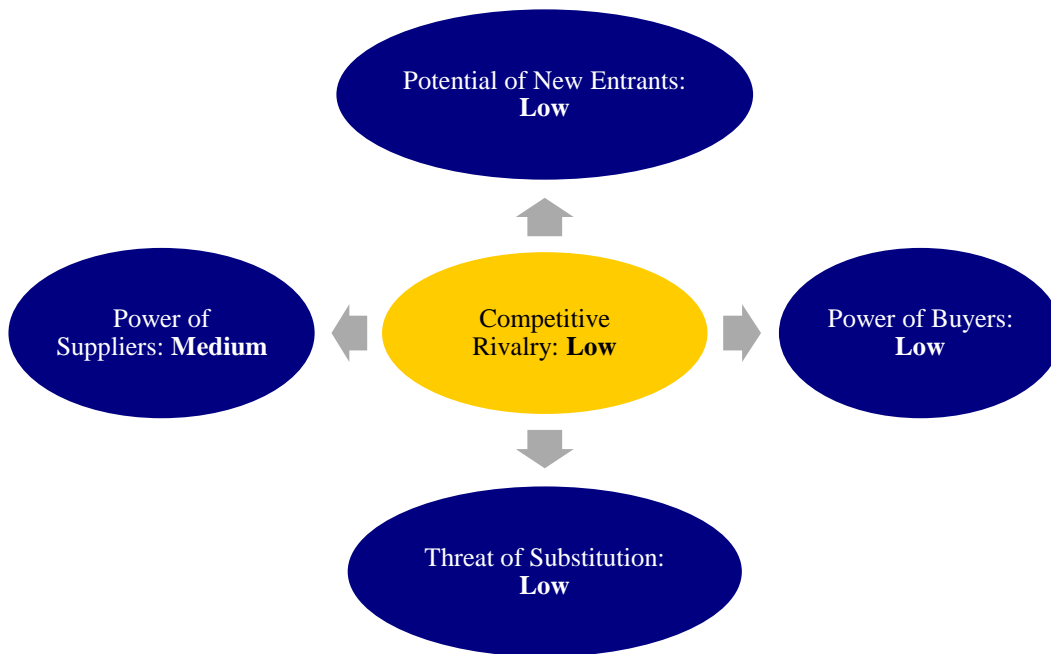 Potential of New Entrants:
Low
Power of
Suppliers: Medium
Competitive
Rivalry: Low
Power of Buyers:
Low
Threat of Substitution:
Low